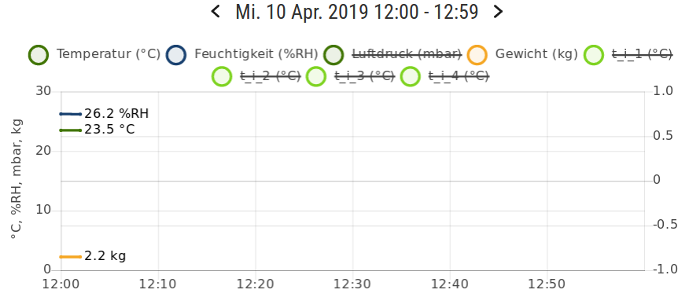 Mi. 10 Apr. 2019 12:00 - 12:59
Temperatur (°C) Feuchtigkeit (%RH) Luftdruck (mbar) Gewicht (kg) t_i_1 (°C)
t_i_2 (°C) t_i_3 (°C) t_i_4 (°C)
30 1.0
26.2 %RH
23.5 °C
0.5
20
0
10
-0.5
2.2 kg
0 -1.0
°C, %RH, mbar, kg
12:00 12:10 12:20 12:30 12:40 12:50